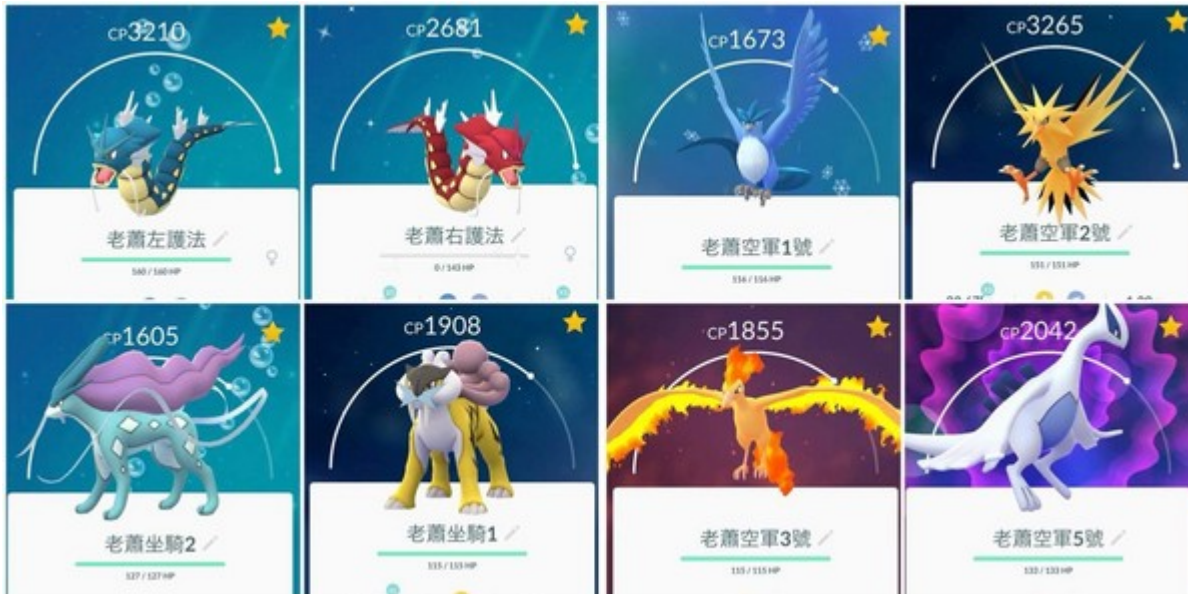 CP3210
老蕭左護法
160 / 160 HP
CP2681
老蕭右護法
0 / 143 HP
CP1673
老蕭空軍1號
116 / 116 HP
CP3265
老蕭空軍2號
151 / 151 HP
CP1605
老蕭坐騎2
127 / 127 HP
CP1908
老蕭坐騎1
115 / 115 HP
CP1855
老蕭空軍3號
115 / 115 HP
CP2042
老蕭空軍5號
133 / 133 HP